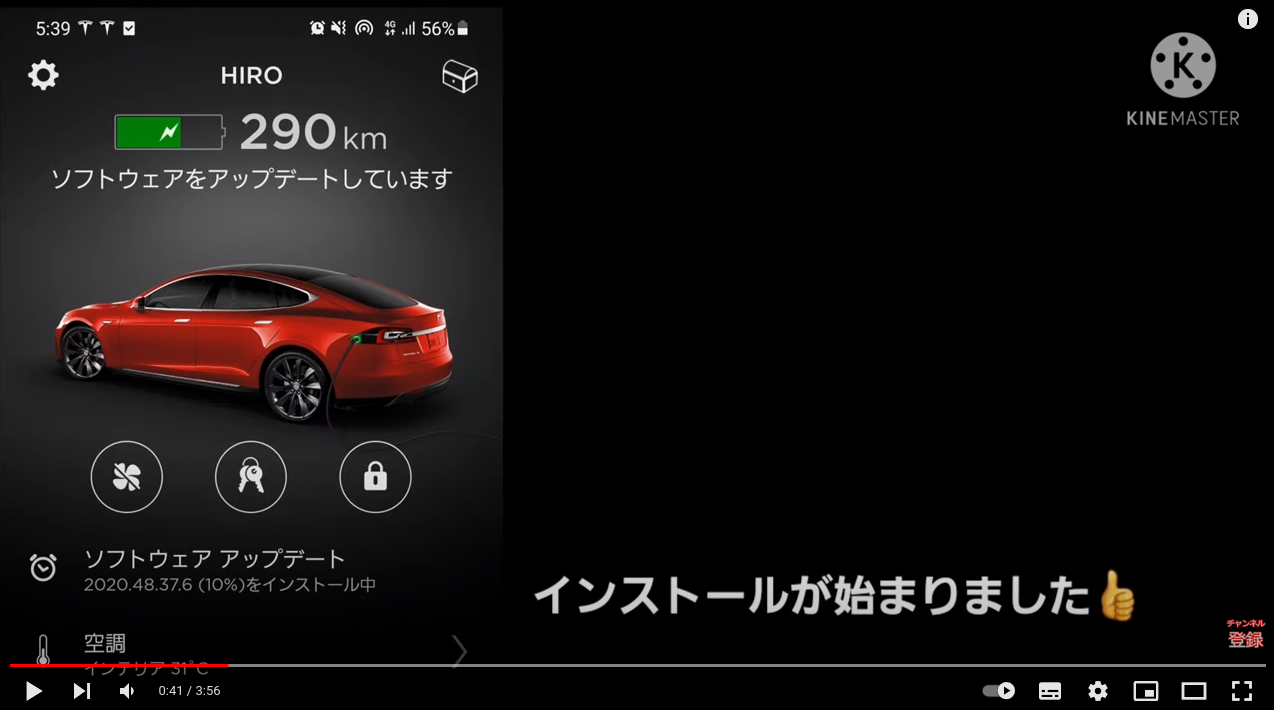 5:39
4G
56%
HIRO
290 km
ソフトウェアをアップデートしています
ソフトウェア アップデート
2020.48.37.6 (10%)をインストール中
空調
インテリア 31°C
K
KINEMASTER
インストールが始まりました👍
チャンネル
登録
0:41 / 3:56